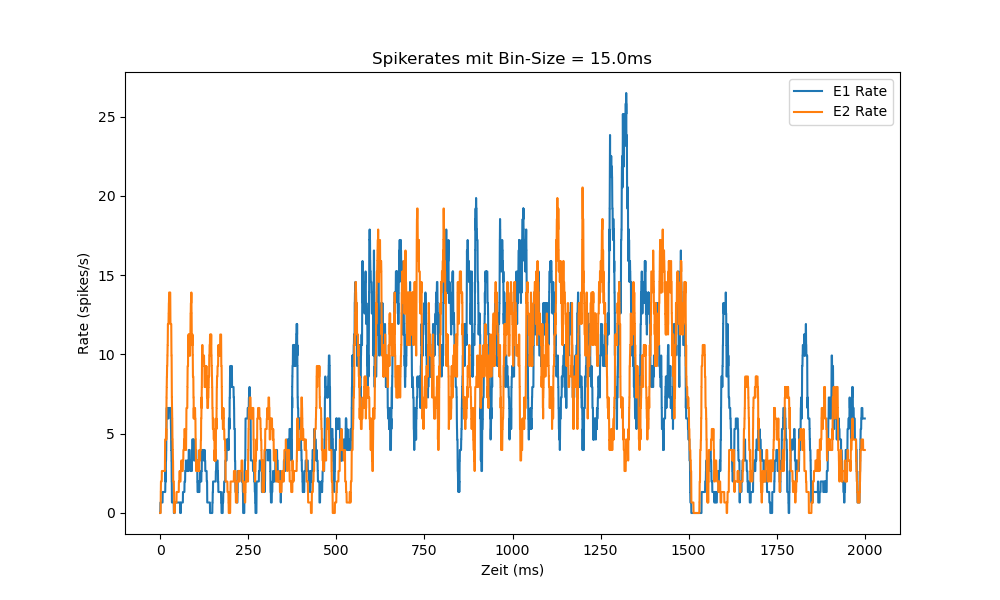 Spikerates mit Bin-Size = 15.0ms
E1 Rate
E2 Rate
25
20
15
10
5
0
Rate (spikes/s)
0 250 500 750 1000 1250 1500 1750 2000
Zeit (ms)